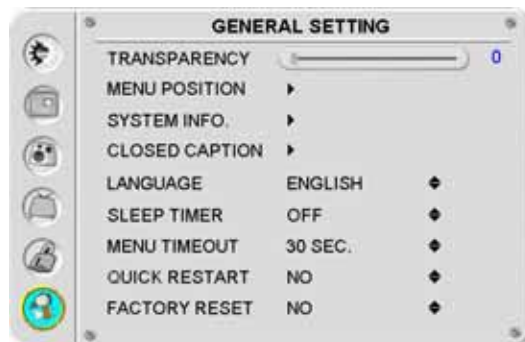 GENERAL SETTING
TRANSPARENCY 0
MENU POSITION
SYSTEM INFO.
CLOSED CAPTION
LANGUAGE ENGLISH
SLEEP TIMER OFF
MENU TIMEOUT 30 SEC.
QUICK RESTART NO
FACTORY RESET NO